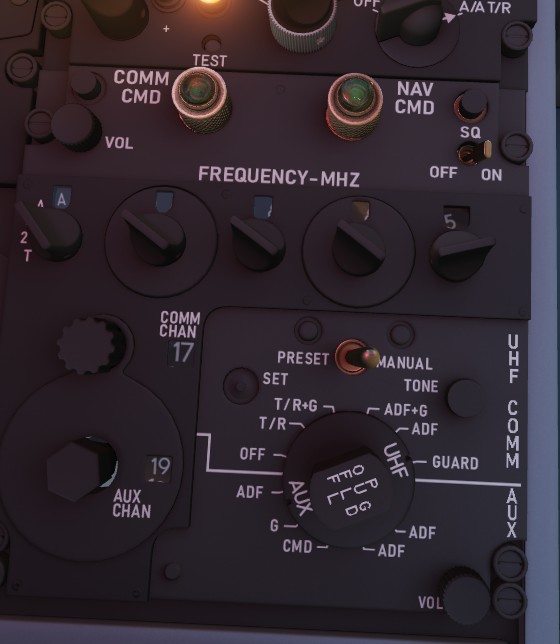 OFF A/A T/R
+
TEST
COMM
CMD
NAV
CMD
VOL
SQ
OFF ON
FREQUENCY-MHZ
A
A
2
T
5
COMM
CHAN
17
PRESET MANUAL
SET
TONE
T/R+G ADF+G
T/R ADF
OFF GUARD
ADF
G ADF
CMD ADF
UHF
AUX
19
AUX
CHAN
VOL
UHF COMM
AUX